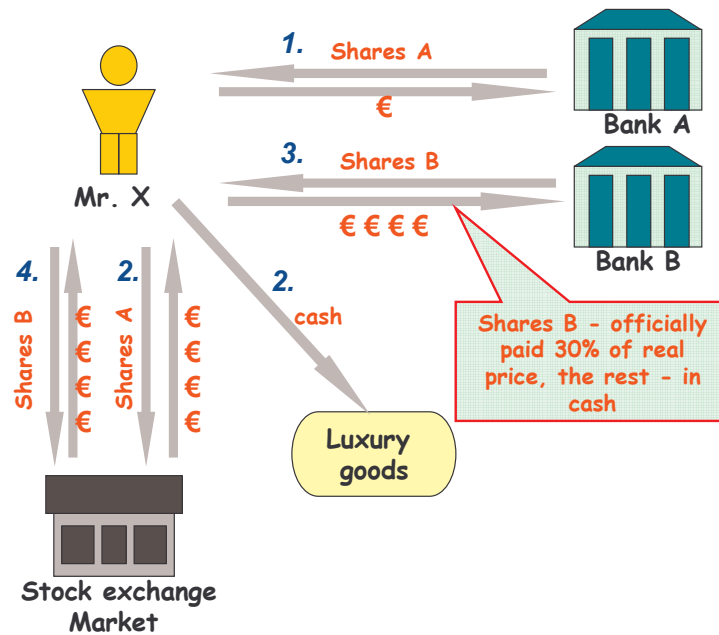 1.
Shares A
€
Bank A
3.
Shares B
€ € € €
Bank B
Mr. X
4.
Shares B
€
€
€
€
2.
Shares A
€
€
€
€
2.
cash
Shares B - officially
paid 30% of real
price, the rest - in
cash
Luxury
goods
Stock exchange
Market